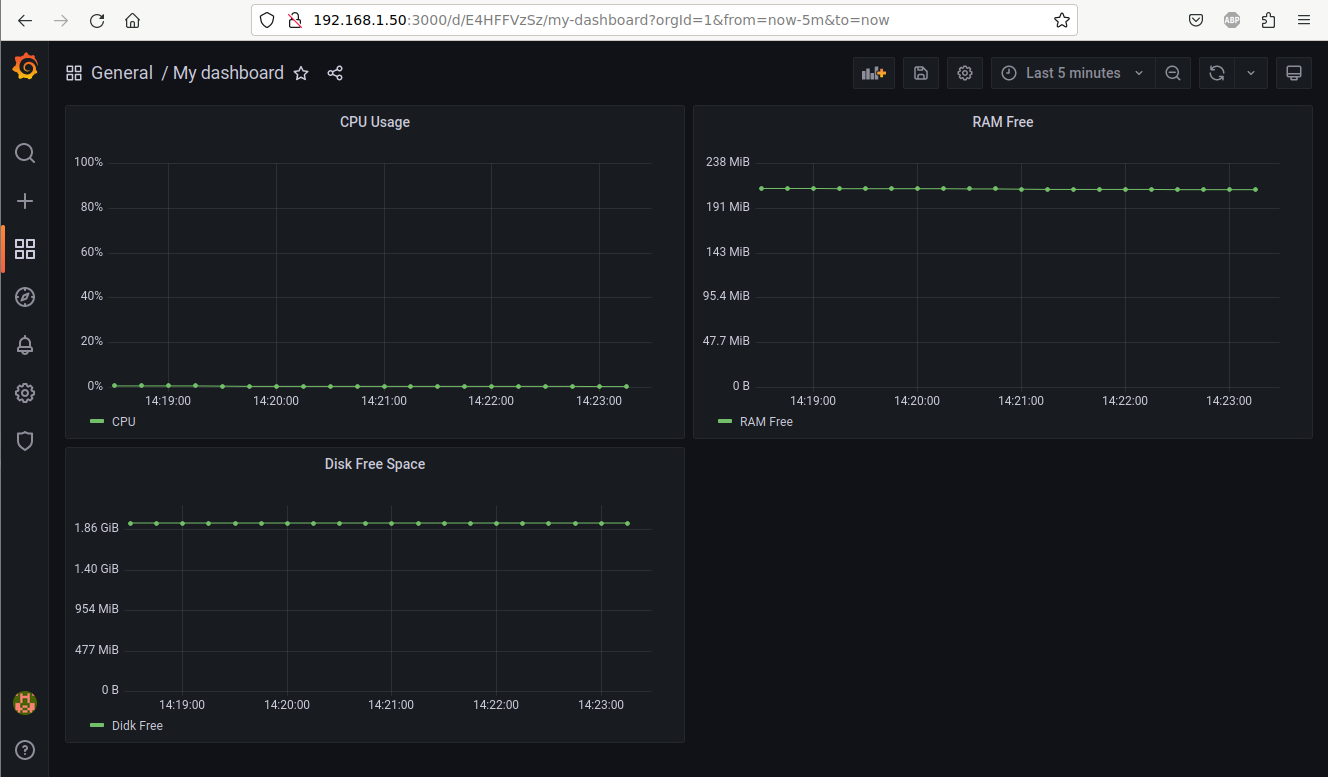 192.168.1.50:3000/d/E4HFFVzSz/my-dashboard?orgId=1&from=now-5m&to=now
ABP
General / My dashboard
Last 5 minutes
CPU Usage
100%
80%
60%
40%
20%
0%
14:19:00 14:20:00 14:21:00 14:22:00 14:23:00
CPU
RAM Free
238 MiB
191 MiB
143 MiB
95.4 MiB
47.7 MiB
0 B
14:19:00 14:20:00 14:21:00 14:22:00 14:23:00
RAM Free
Disk Free Space
1.86 GiB
1.40 GiB
954 MiB
477 MiB
0 B
14:19:00 14:20:00 14:21:00 14:22:00 14:23:00
Didk Free